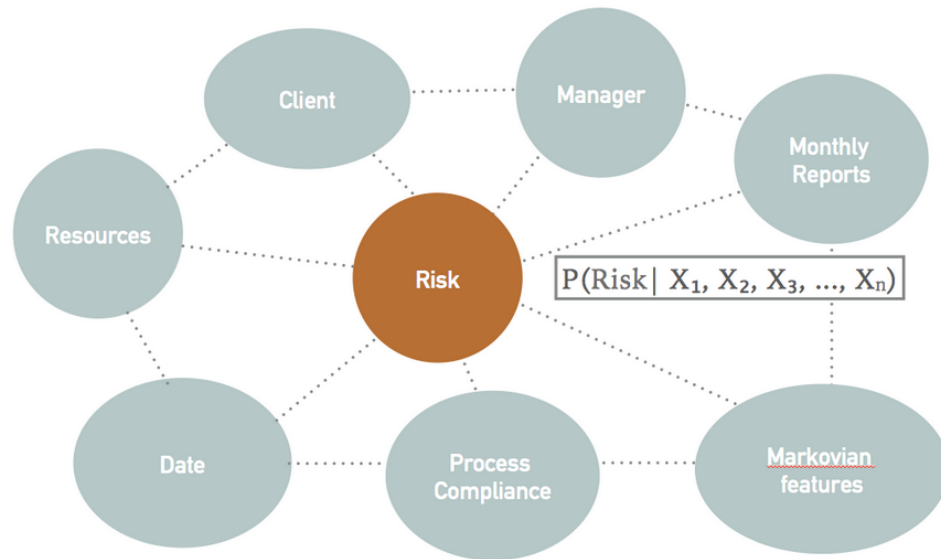 Client
Manager
Monthly
Reports
Resources
Risk
P(Risk| X₁, X₂, X₃, ..., Xₙ)
Date
Process
Compliance
Markovian
features